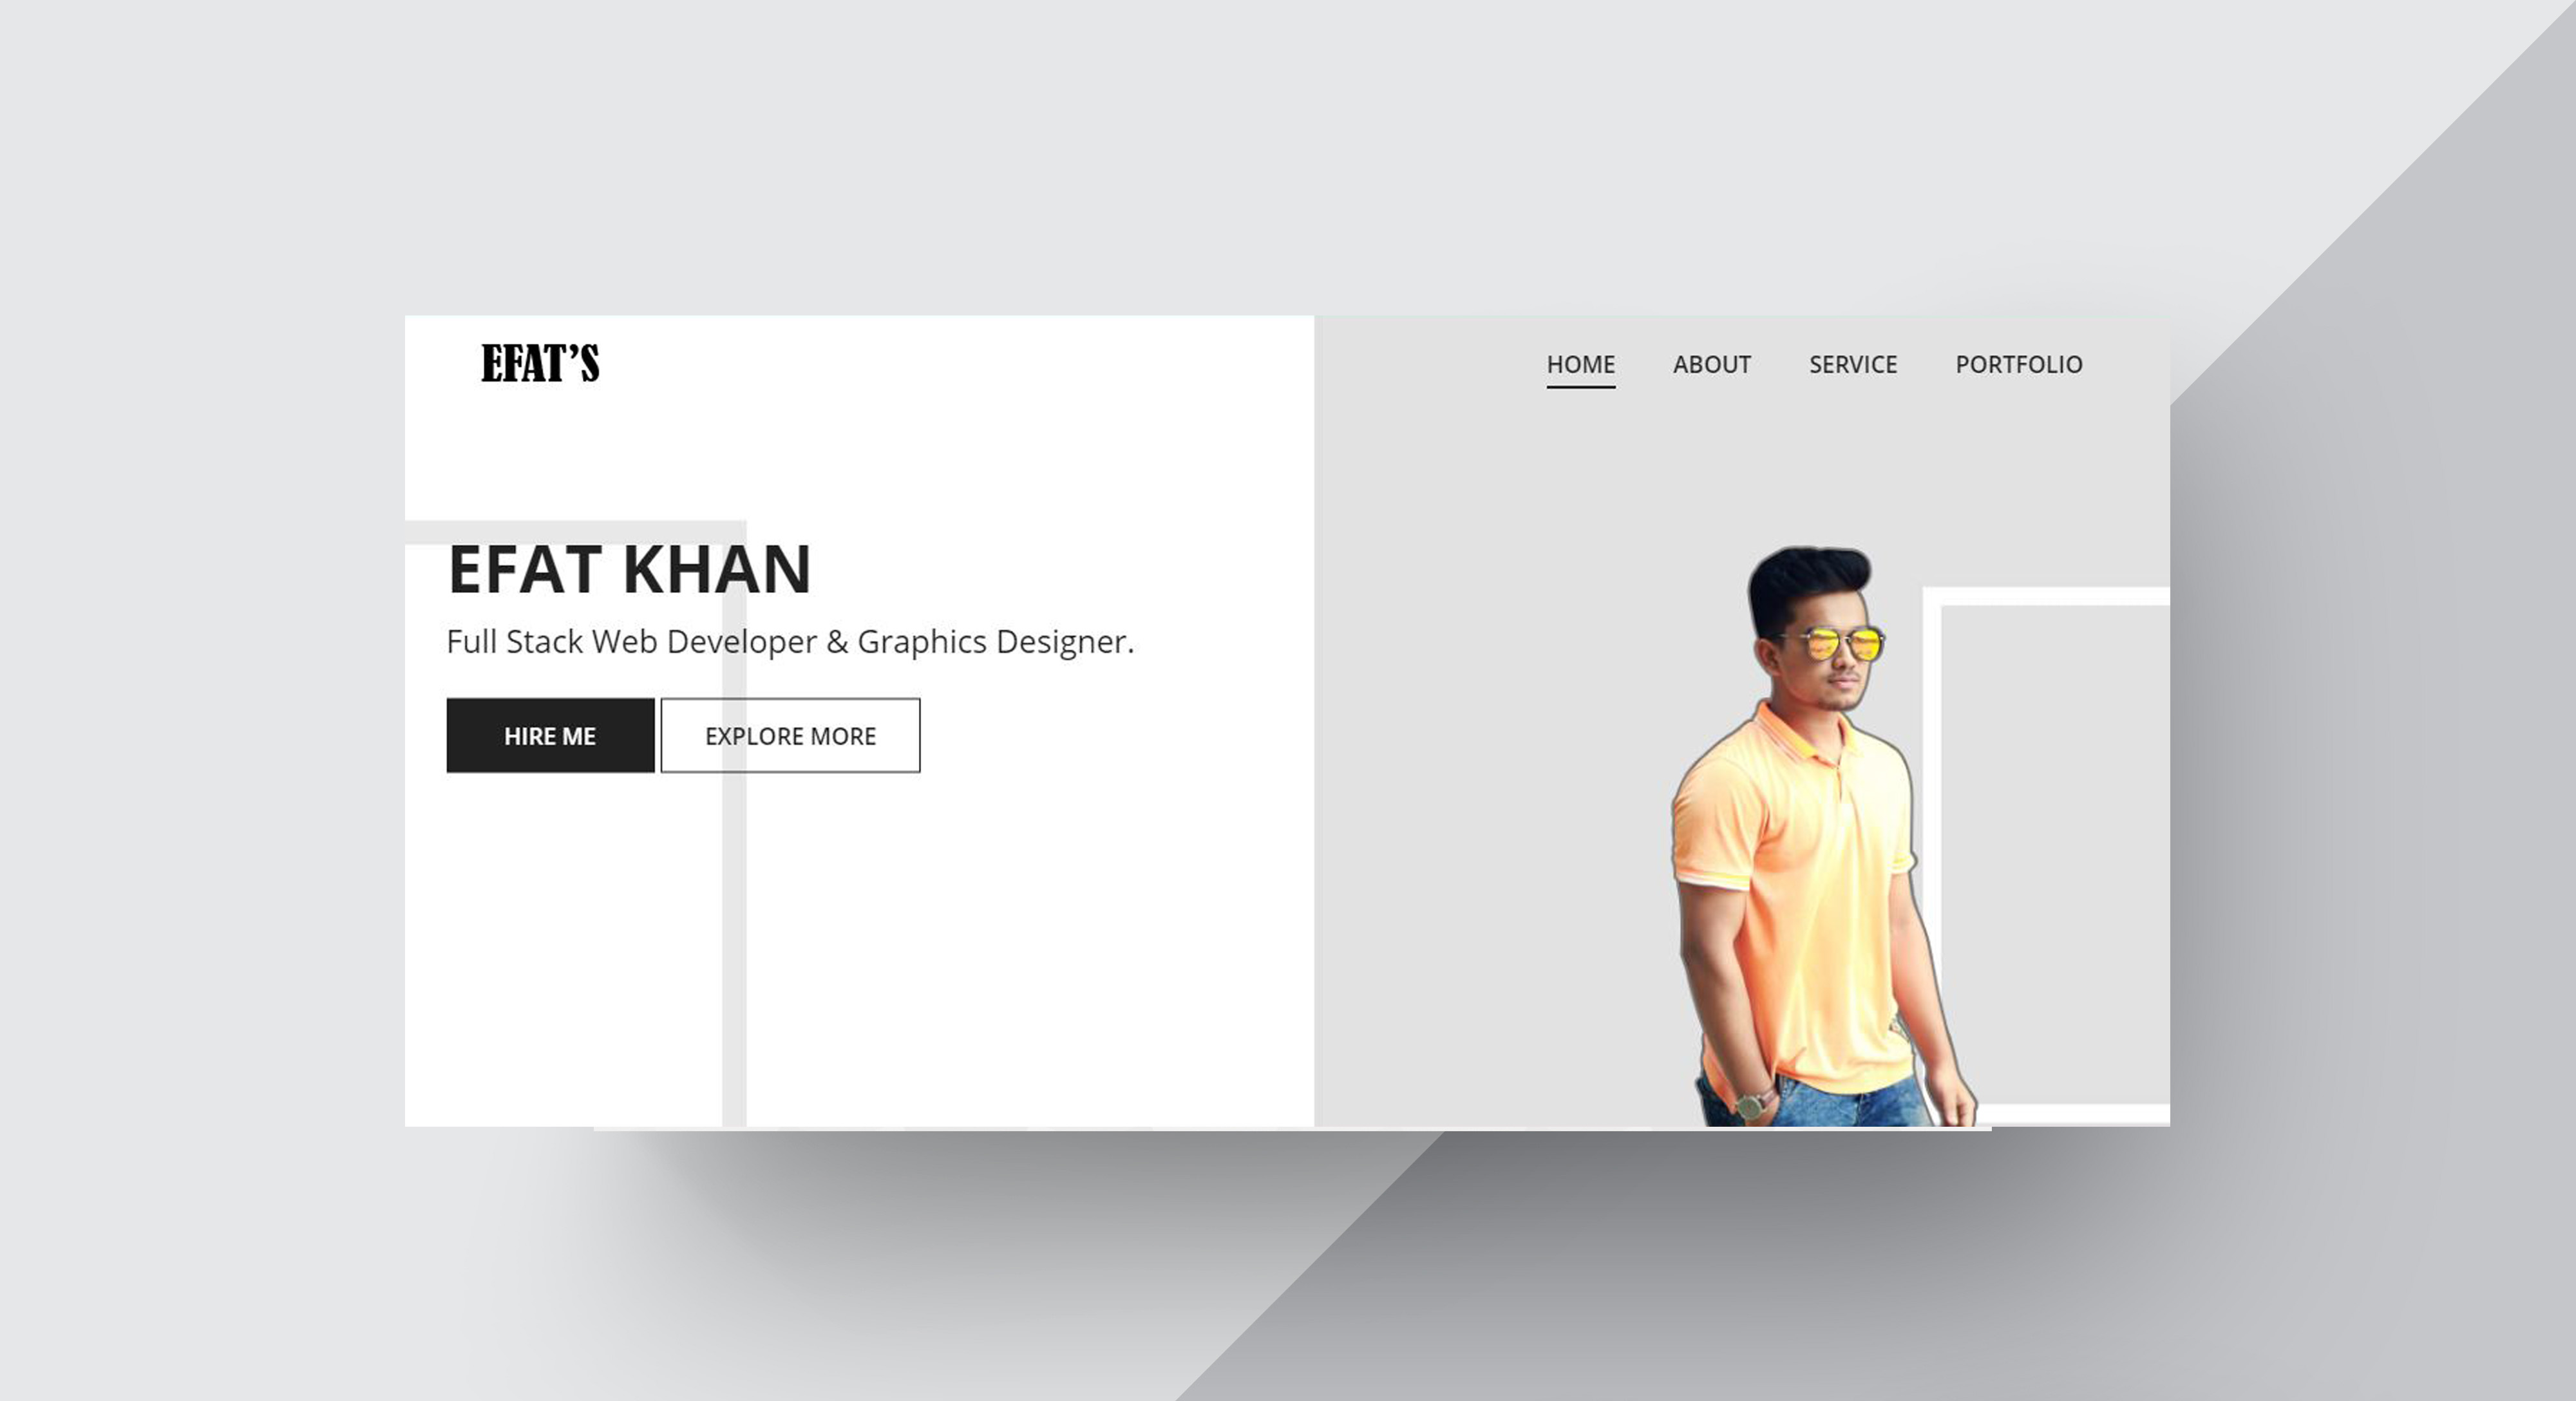 EFAT'S
HOME ABOUT SERVICE PORTFOLIO
EFAT KHAN
Full Stack Web Developer & Graphics Designer.
HIRE ME EXPLORE MORE